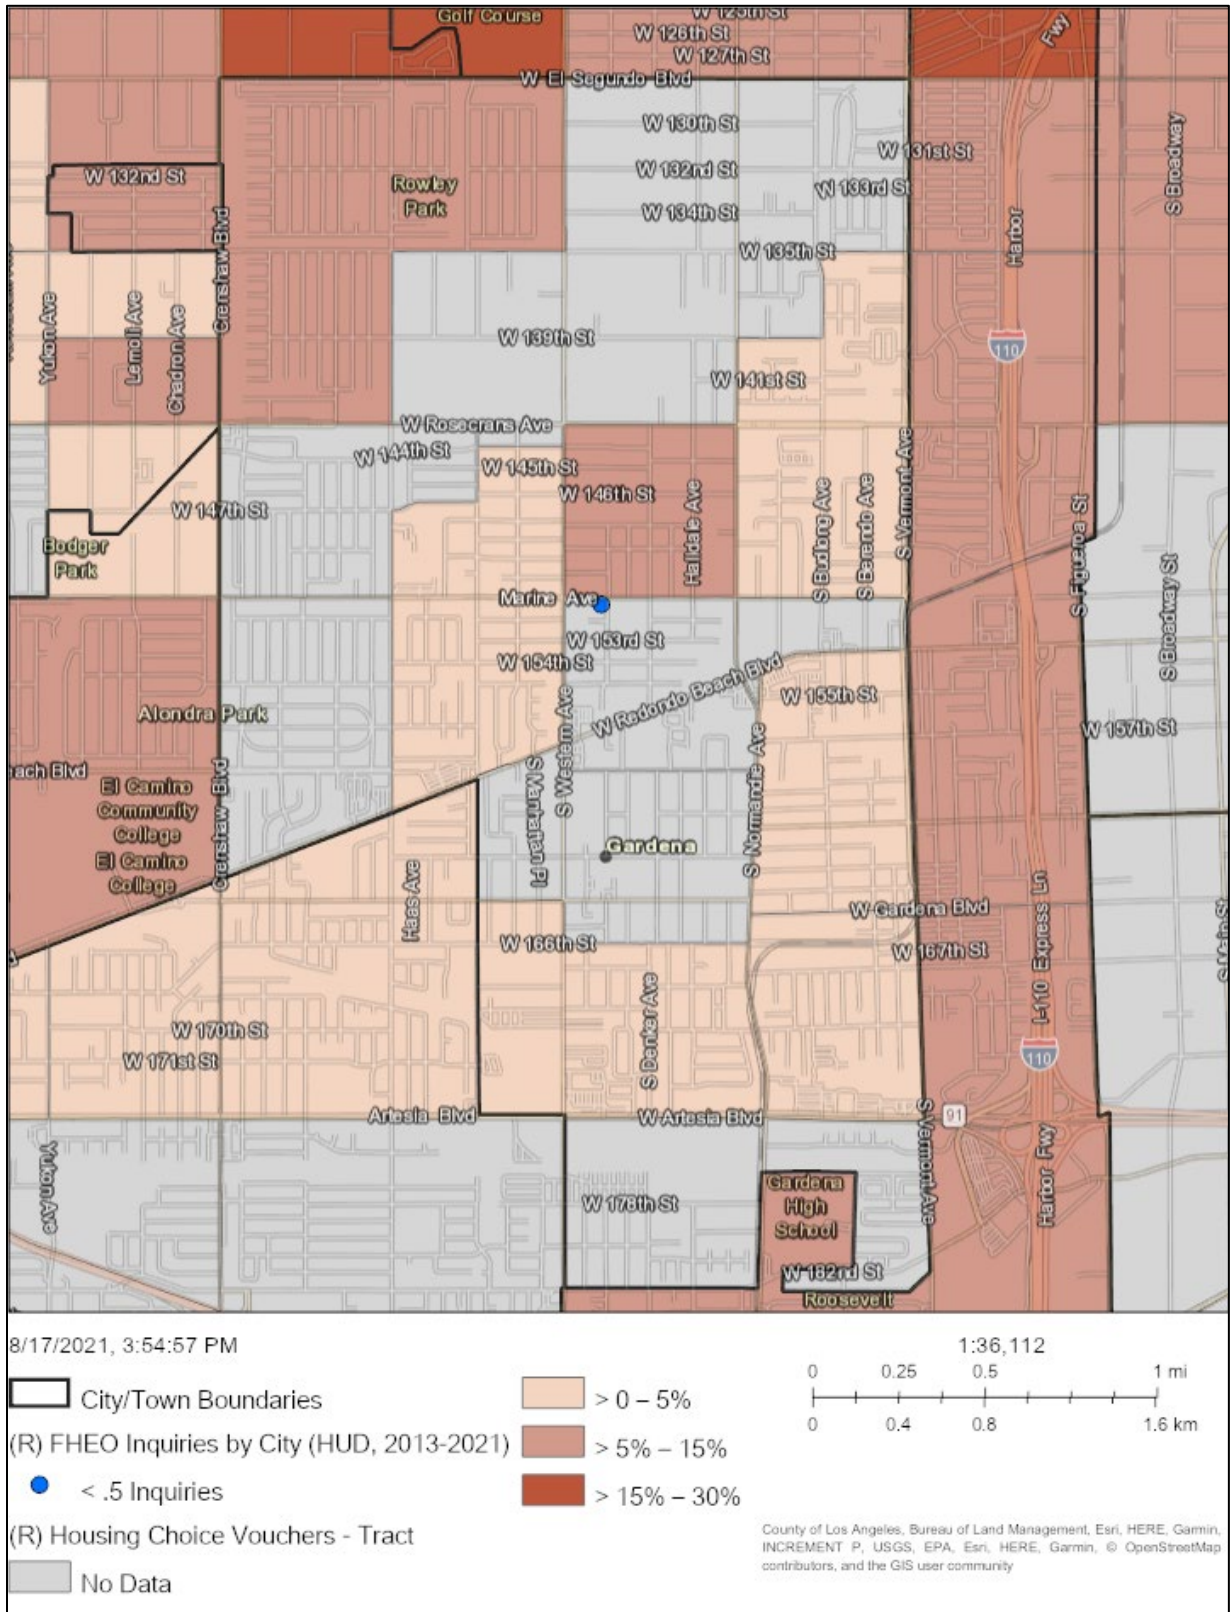 Golf Course
W 125th St
W 126th St
W 127th St
Fwy
W El Segundo Blvd
W 130th St
W 131st St
W 132nd St
W 132nd St
W 133rd St
S Broadway
Rowley
Park
W 134th St
Crenshaw Blvd
Harbor
W 135th St
Yukon Ave
Lemoli Ave
Chadron Ave
W 139th St
110
W 141st St
W Rosecrans Ave
W 144th St
W 145th St
W 146th St
Halldale Ave
S Budlong Ave
S Berendo Ave
S Vermont Ave
W 147th St
S Figueroa St
Bodger
Park
Marine Ave
W 153rd St
W 154th St
S Broadway St
W Redondo Beach Blvd
W 155th St
Alondra Park
S Western Ave
W 157th St
each Blvd
El Camino
Community
College
El Camino
College
Crenshaw Blvd
S Manhattan Pl
S Normandie Ave
Gardena
Haas Ave
W Gardena Blvd
W 166th St
W 167th St
I-110 Express Ln
S Main St
S Denker Ave
W 170th St
W 171st St
110
Artesia Blvd
W Artesia Blvd
91
Yukon Ave
S Vermont Ave
Harbor Fwy
W 178th St
Gardena
High
School
W 182nd St
Roosevelt
8/17/2021, 3:54:57 PM
1:36,112
0 0.25 0.5 1 mi
0 0.4 0.8 1.6 km
City/Town Boundaries
(R) FHEO Inquiries by City (HUD, 2013-2021)
< .5 Inquiries
(R) Housing Choice Vouchers - Tract
No Data
> 0 – 5%
> 5% – 15%
> 15% – 30%
County of Los Angeles, Bureau of Land Management, Esri, HERE, Garmin,
INCREMENT P, USGS, EPA, Esri, HERE, Garmin, © OpenStreetMap
contributors, and the GIS user community